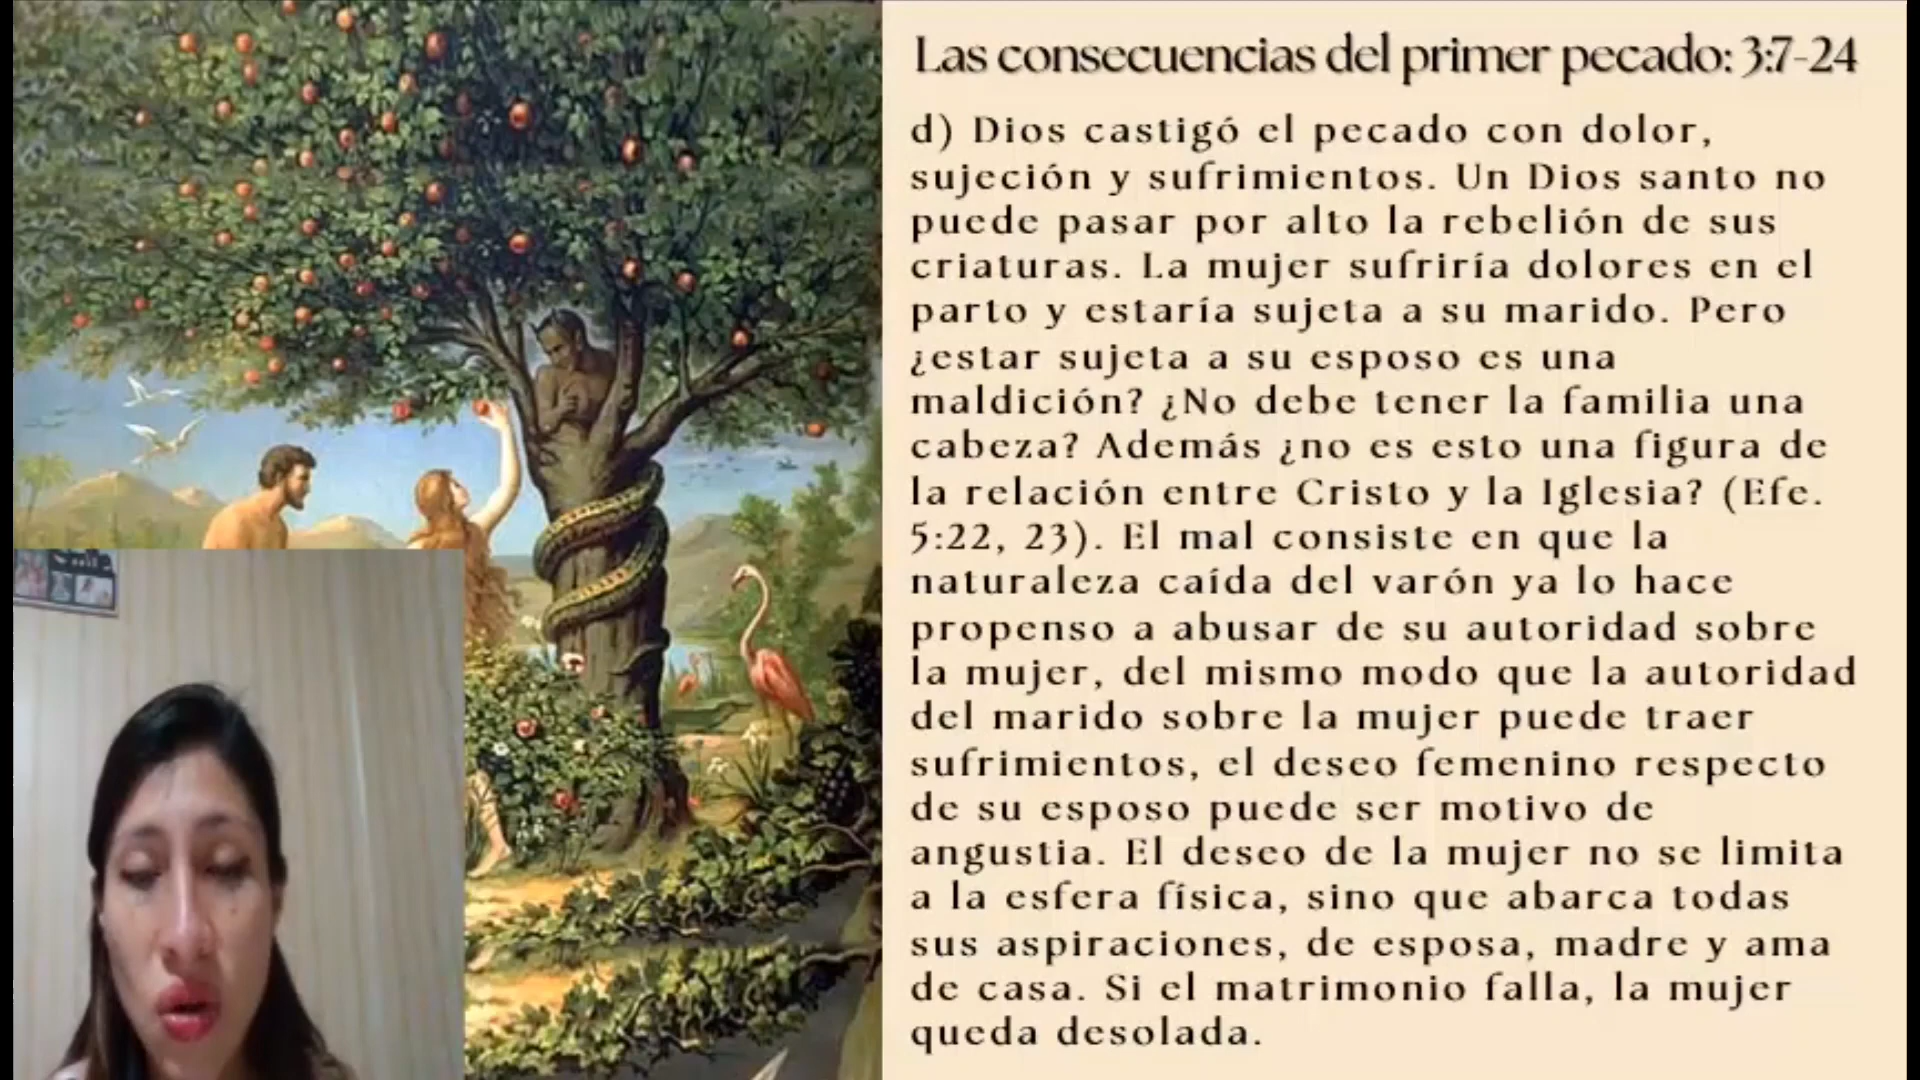 Las consecuencias del primer pecado: 3:7-24
d) Dios castigó el pecado con dolor,
sujeción y sufrimientos. Un Dios santo no
puede pasar por alto la rebelión de sus
criaturas. La mujer sufriría dolores en el
parto y estaría sujeta a su marido. Pero
¿estar sujeta a su esposo es una
maldición? ¿No debe tener la familia una
cabeza? Además ¿no es esto una figura de
la relación entre Cristo y la Iglesia? (Efe.
5:22, 23). El mal consiste en que la
naturaleza caída del varón ya lo hace
propenso a abusar de su autoridad sobre
la mujer, del mismo modo que la autoridad
del marido sobre la mujer puede traer
sufrimientos, el deseo femenino respecto
de su esposo puede ser motivo de
angustia. El deseo de la mujer no se limita
a la esfera física, sino que abarca todas
sus aspiraciones, de esposa, madre y ama
de casa. Si el matrimonio falla, la mujer
queda desolada.